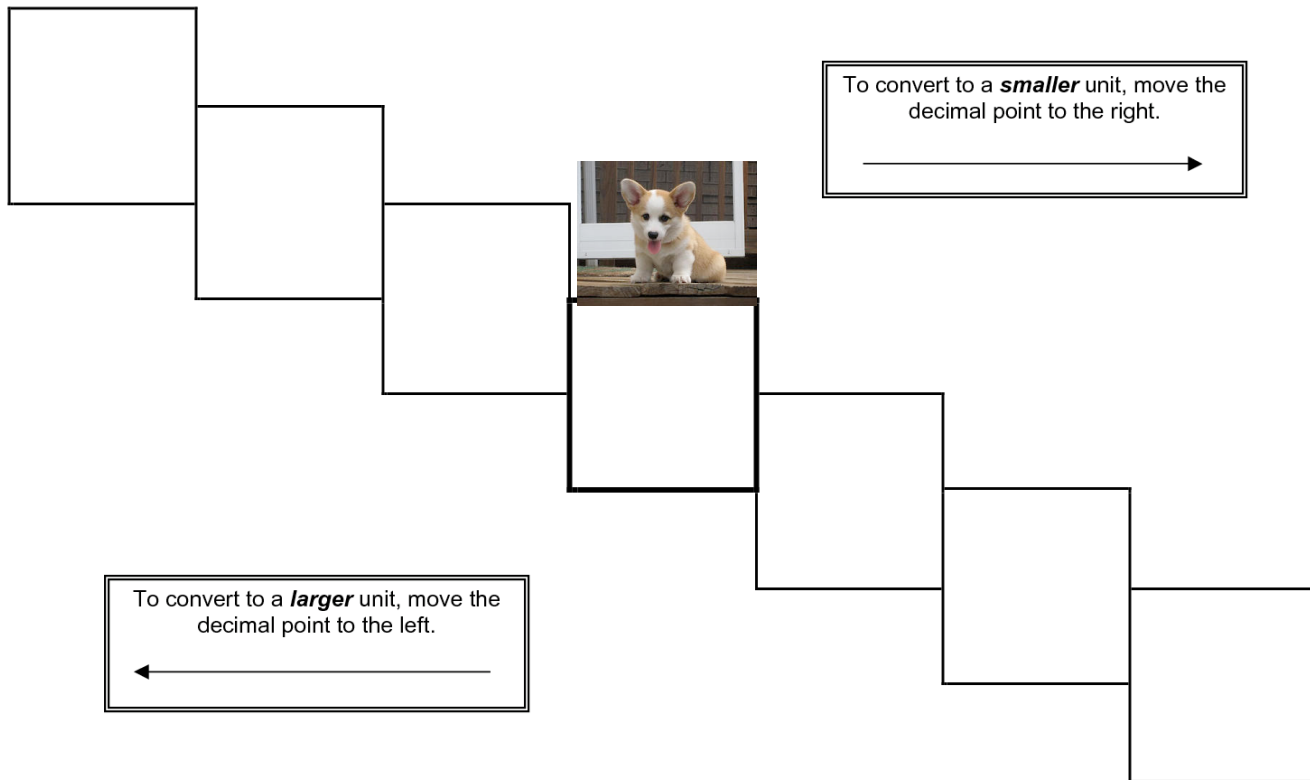 To convert to a smaller unit, move the
decimal point to the right.
To convert to a larger unit, move the
decimal point to the left.